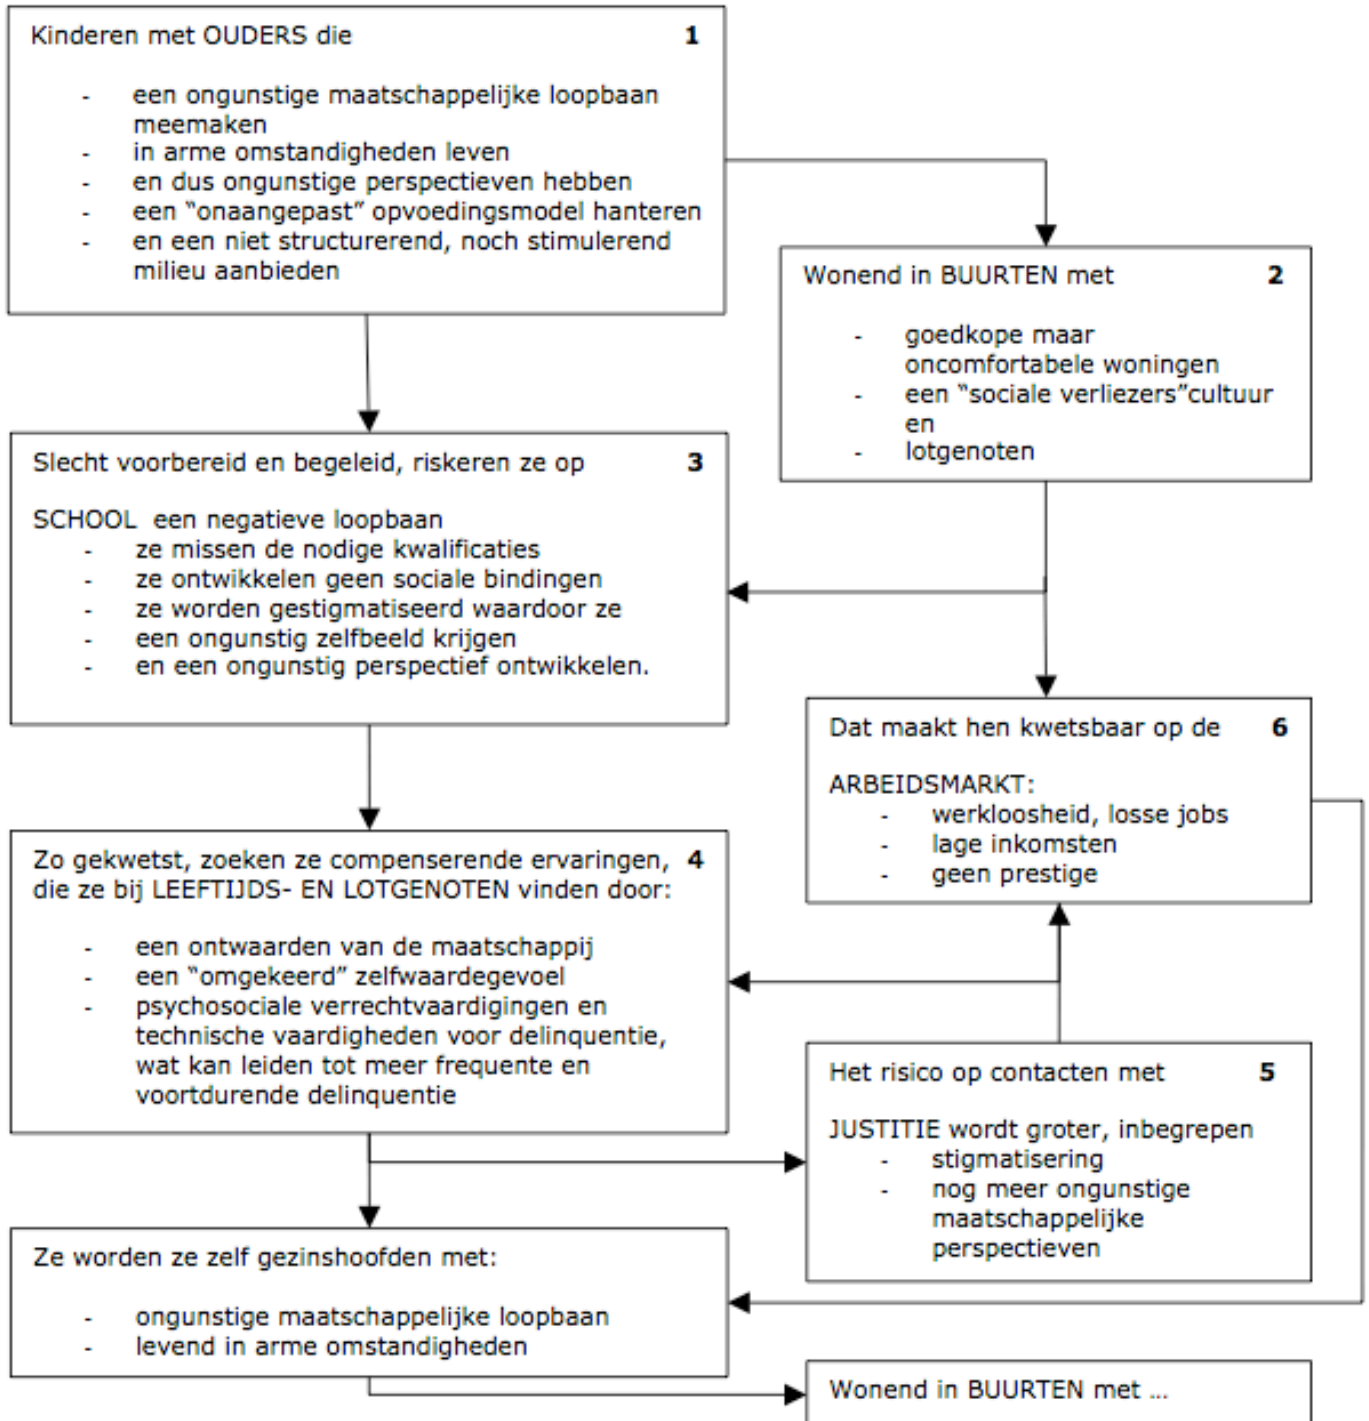 Kinderen met OUDERS die 1
- een ongunstige maatschappelijke loopbaan
meemaken
- in arme omstandigheden leven
- en dus ongunstige perspectieven hebben
- een “onaangepast” opvoedingsmodel hanteren
- en een niet structurerend, noch stimulerend
milieu aanbieden
Wonend in BUURTEN met 2
- goedkope maar
oncomfortabele woningen
- een “sociale verliezers”cultuur
en
- lotgenoten
Slecht voorbereid en begeleid, riskeren ze op 3
SCHOOL een negatieve loopbaan
- ze missen de nodige kwalificaties
- ze ontwikkelen geen sociale bindingen
- ze worden gestigmatiseerd waardoor ze
- een ongunstig zelfbeeld krijgen
- en een ongunstig perspectief ontwikkelen.
Zo gekwetst, zoeken ze compenserende ervaringen, 4
die ze bij LEEFTIJDS- EN LOTGENOTEN vinden door:
- een ontwaarden van de maatschappij
- een “omgekeerd” zelfwaardegevoel
- psychosociale verrechtvaardigingen en
technische vaardigheden voor delinquentie,
wat kan leiden tot meer frequente en
voortdurende delinquentie
Het risico op contacten met 5
JUSTITIE wordt groter, inbegrepen
- stigmatisering
- nog meer ongunstige
maatschappelijke
perspectieven
Dat maakt hen kwetsbaar op de 6
ARBEIDSMARKT:
- werkloosheid, losse jobs
- lage inkomsten
- geen prestige
Ze worden ze zelf gezinshoofden met:
- ongunstige maatschappelijke loopbaan
- levend in arme omstandigheden
Wonend in BUURTEN met ...